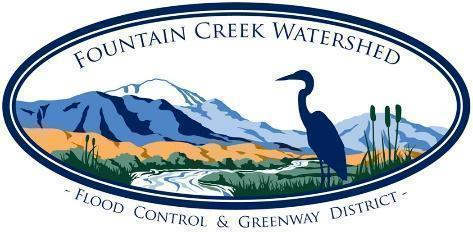 Fountain Creek Watershed
- Flood Control & Greenway District -